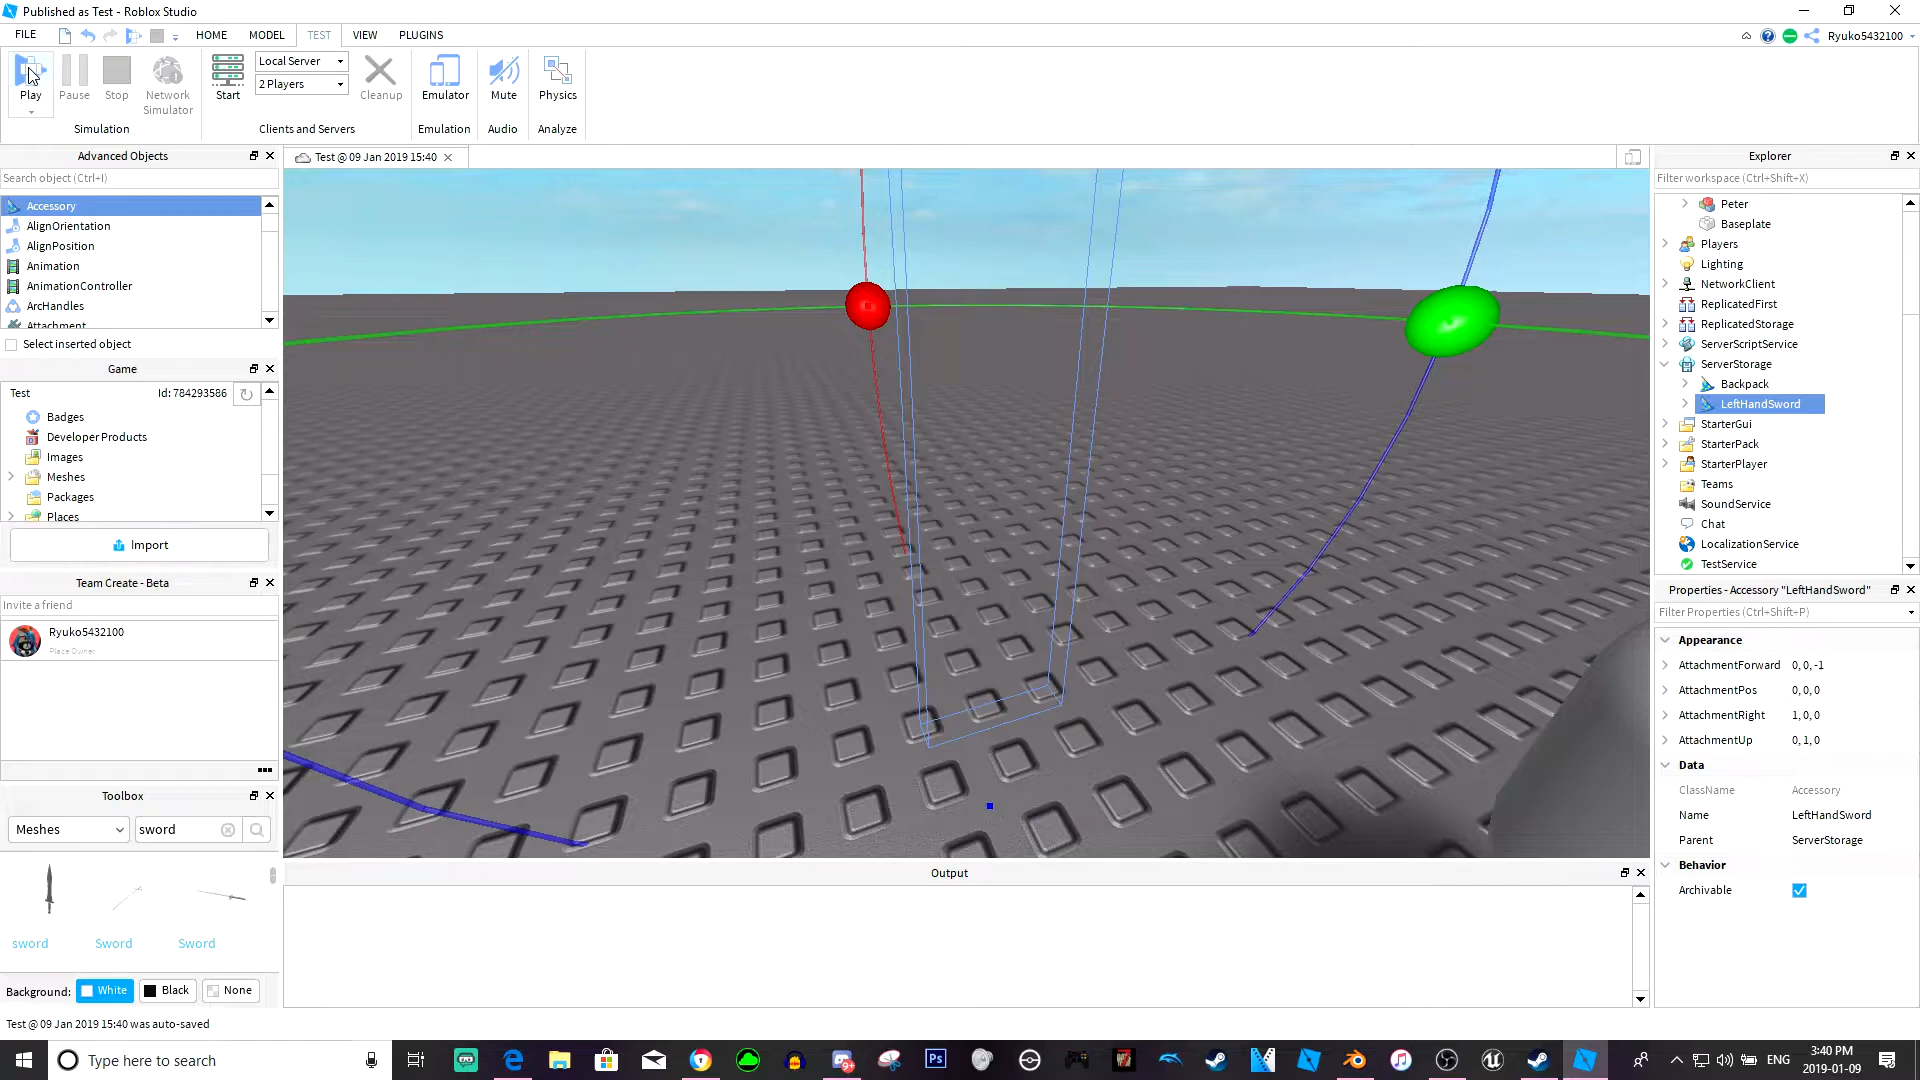 Published as Test - Roblox Studio
FILE
HOME
MODEL
TEST
VIEW
PLUGINS
Ryuko5432100
Play
Pause
Stop
Network
Simulator
Simulation
Start
Local Server
2 Players
Cleanup
Clients and Servers
Emulator
Emulation
Mute
Audio
Physics
Analyze
Advanced Objects
Search object (Ctrl+I)
Accessory
AlignOrientation
AlignPosition
Animation
AnimationController
ArcHandles
Attachment
Select inserted object
Game
Test
Id: 784293586
Badges
Developer Products
Images
Meshes
Packages
Places
Import
Team Create - Beta
Invite a friend
Ryuko5432100
Place Owner
Toolbox
Meshes
sword
sword
Sword
Sword
Background:
White
Black
None
Test @ 09 Jan 2019 15:40 was auto-saved
Test @ 09 Jan 2019 15:40
Output
Explorer
Filter workspace (Ctrl+Shift+X)
Peter
Baseplate
Players
Lighting
NetworkClient
ReplicatedFirst
ReplicatedStorage
ServerScriptService
ServerStorage
Backpack
LeftHandSword
StarterGui
StarterPack
StarterPlayer
Teams
SoundService
Chat
LocalizationService
TestService
Properties - Accessory "LeftHandSword"
Filter Properties (Ctrl+Shift+P)
Appearance
AttachmentForward 0, 0, -1
AttachmentPos 0, 0, 0
AttachmentRight 1, 0, 0
AttachmentUp 0, 1, 0
Data
ClassName Accessory
Name LeftHandSword
Parent ServerStorage
Behavior
Archivable
Type here to search
Ps
9+
ENG
3:40 PM
2019-01-09